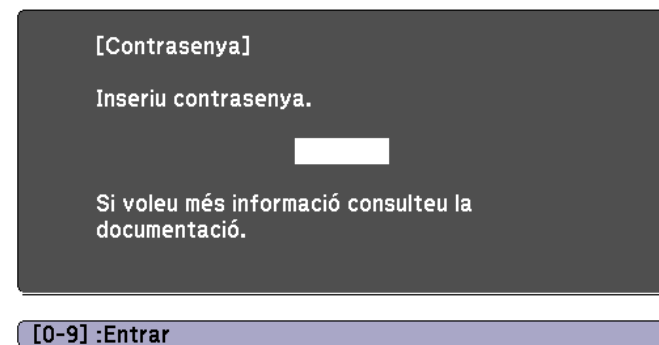 [Contrasenya]
Inseriu contrasenya.
Si voleu més informació consulteu la
documentació.
[0-9] :Entrar